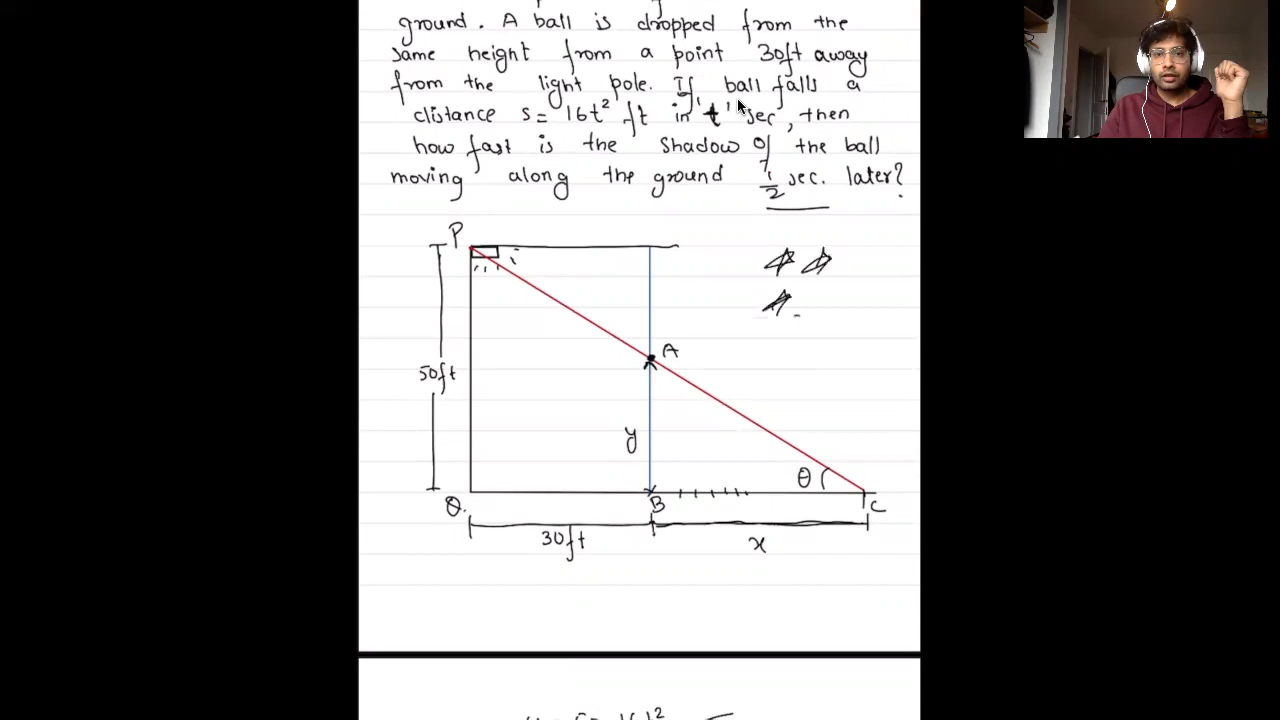 ground. A ball is dropped from the
same height from a point 30ft away
from the light pole. If ball falls a
distance s = 16t² ft in 't' sec, then
how fast is the shadow of the ball
moving along the ground 1/2 sec. later?
P
A
50ft
y
θ
Q.
B
C
30ft
x